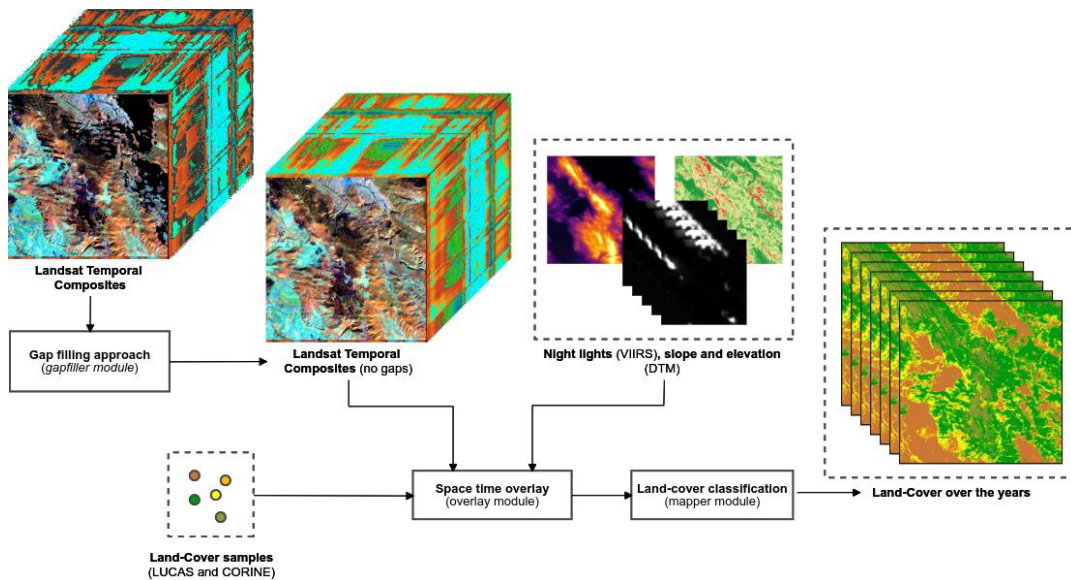 Landsat Temporal
Composites
Gap filling approach
(gapfiller module)
Landsat Temporal
Composites (no gaps)
Night lights (VIIRS), slope and elevation
(DTM)
Land-Cover samples
(LUCAS and CORINE)
Space time overlay
(overlay module)
Land-cover classification
(mapper module)
Land-Cover over the years